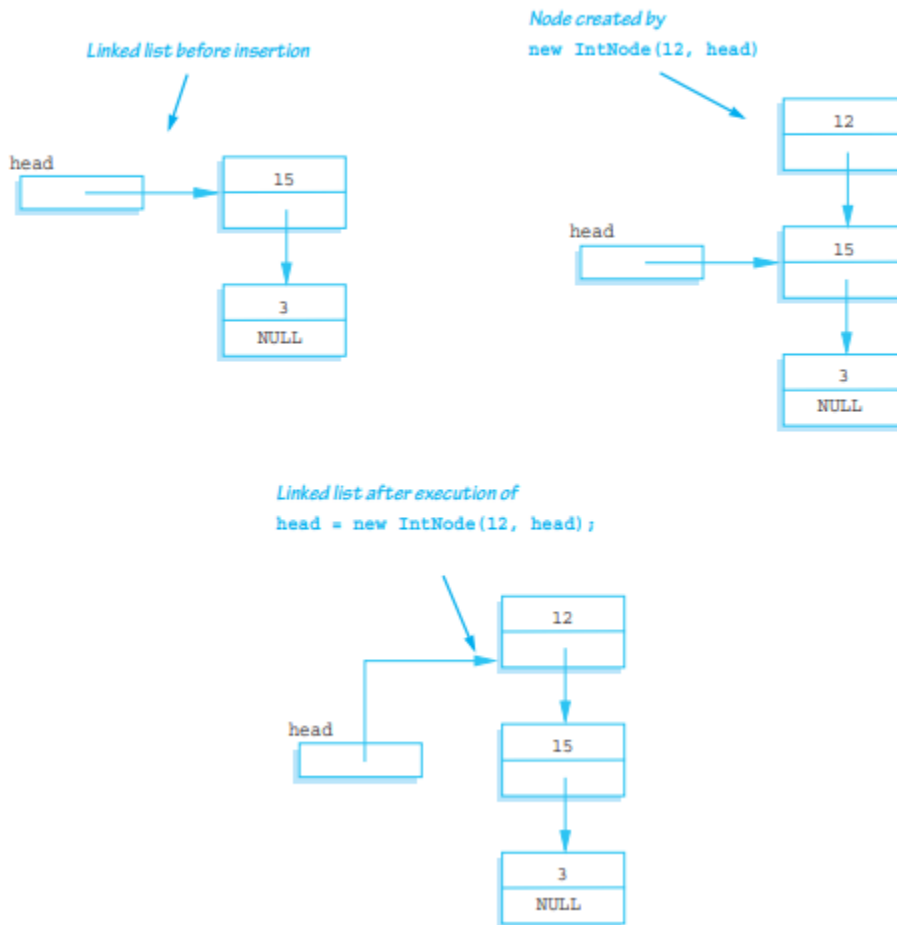 Linked list before insertion
head
15
3
NULL
Node created by
new IntNode(12, head)
12
head
15
3
NULL
Linked list after execution of
head = new IntNode(12, head);
12
head
15
3
NULL